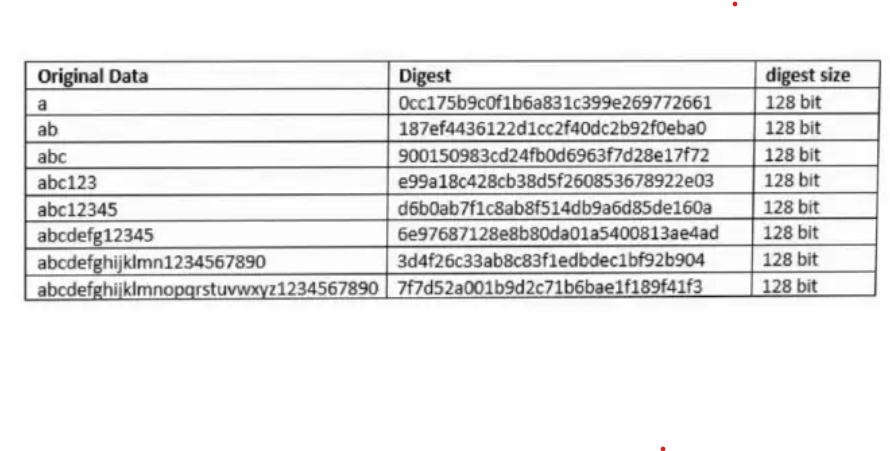 Original Data Digest digest size
a 0cc175b9c0f1b6a831c399e269772661 128 bit
ab 187ef4436122d1cc2f40dc2b92f0eba0 128 bit
abc 900150983cd24fb0d6963f7d28e17f72 128 bit
abc123 e99a18c428cb38d5f260853678922e03 128 bit
abc12345 d6b0ab7f1c8ab8f514db9a6d85de160a 128 bit
abcdefg12345 6e97687128e8b80da01a5400813ae4ad 128 bit
abcdefghijklmn1234567890 3d4f26c33ab8c83f1edbdec1bf92b904 128 bit
abcdefghijklmnopqrstuvwxyz1234567890 7f7d52a001b9d2c71b6bae1f189f41f3 128 bit